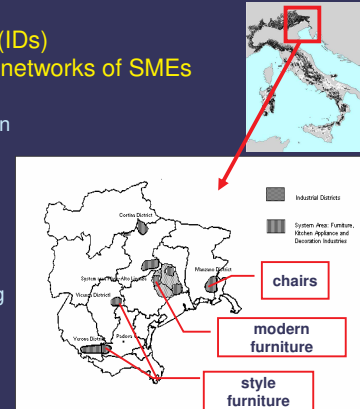 (IDs)
networks of SMEs
n
g
Industrial Districts
System Area: Furniture,
Kitchen Appliance and
Decoration Industries
Cortina District
Manzano District
Vicenza District
Padova
Verona District
chairs
modern
furniture
style
furniture